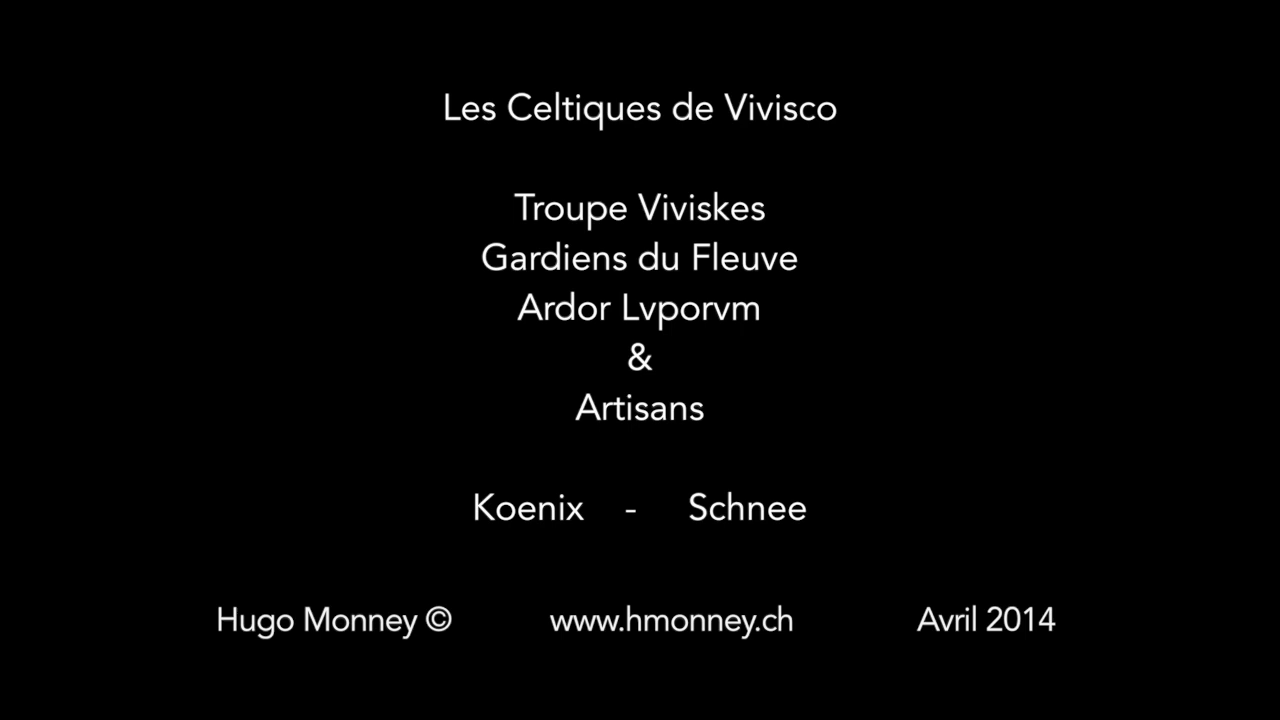 Les Celtiques de Vivisco
Troupe Viviskes
Gardiens du Fleuve
Ardor Lvporvm
&
Artisans
Koenix - Schnee
Hugo Monney © www.hmonney.ch Avril 2014